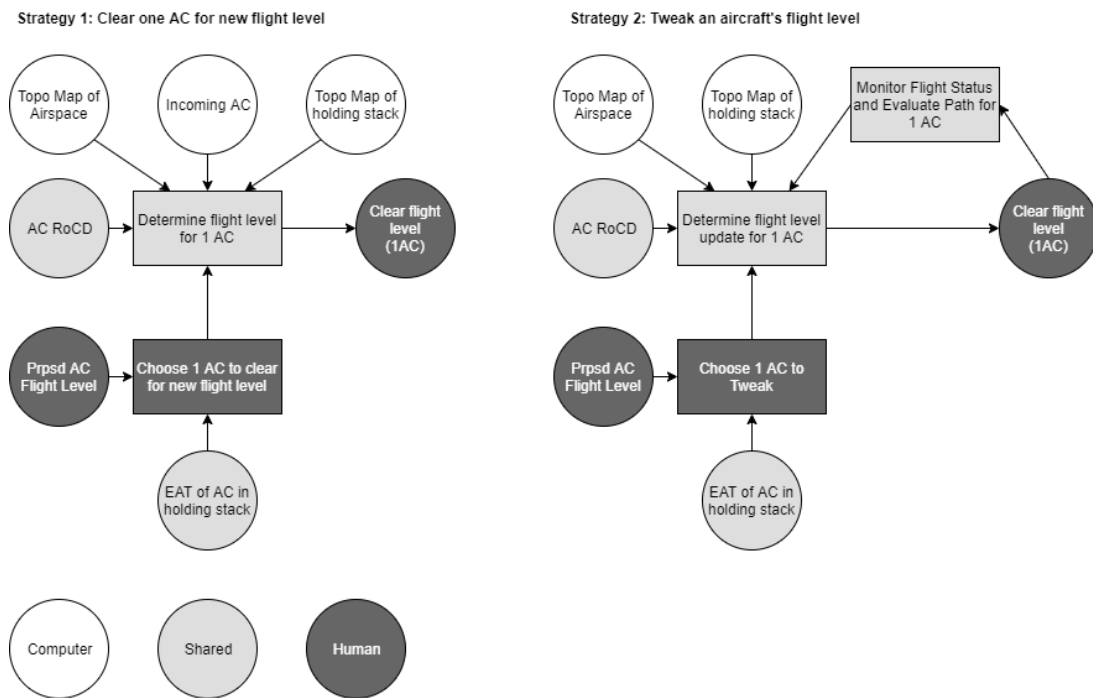 Strategy 1: Clear one AC for new flight level
Topo Map of
Airspace
Incoming AC
Topo Map of
holding stack
AC RoCD
Determine flight level
for 1 AC
Clear flight
level
(1AC)
Prpsd AC
Flight Level
Choose 1 AC to clear
for new flight level
EAT of AC in
holding stack
Strategy 2: Tweak an aircraft's flight level
Topo Map of
Airspace
Topo Map of
holding stack
Monitor Flight Status
and Evaluate Path for
1 AC
AC RoCD
Determine flight level
update for 1 AC
Clear flight
level
(1AC)
Prpsd AC
Flight Level
Choose 1 AC to
Tweak
EAT of AC in
holding stack
Computer
Shared
Human